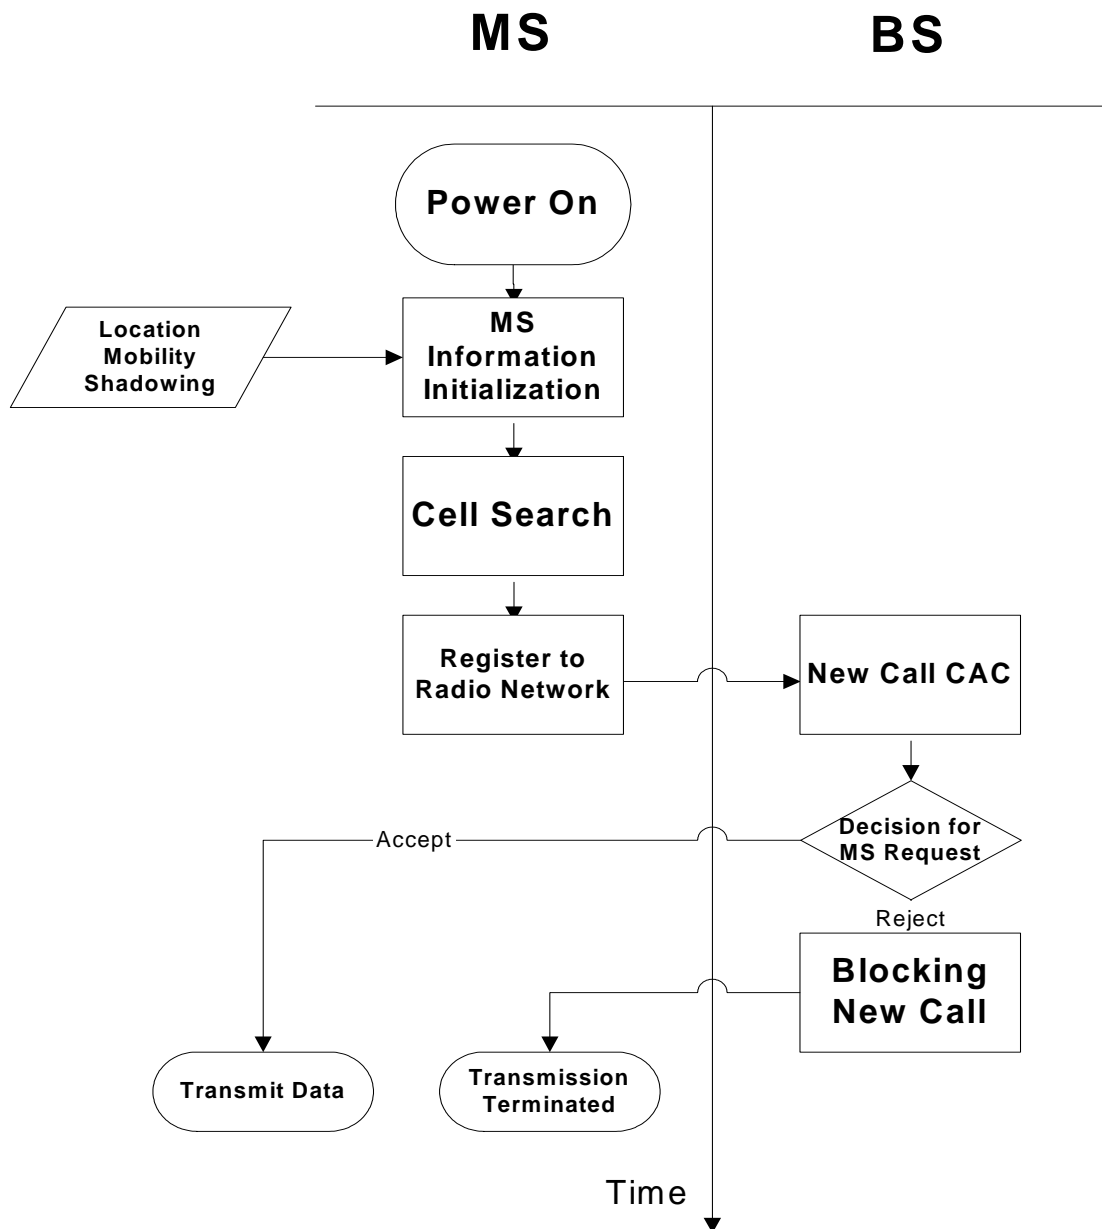 MS
BS
Power On
MS
Information
Initialization
Location
Mobility
Shadowing
Cell Search
Register to
Radio Network
New Call CAC
Decision for
MS Request
Accept
Reject
Blocking
New Call
Transmit Data
Transmission
Terminated
Time